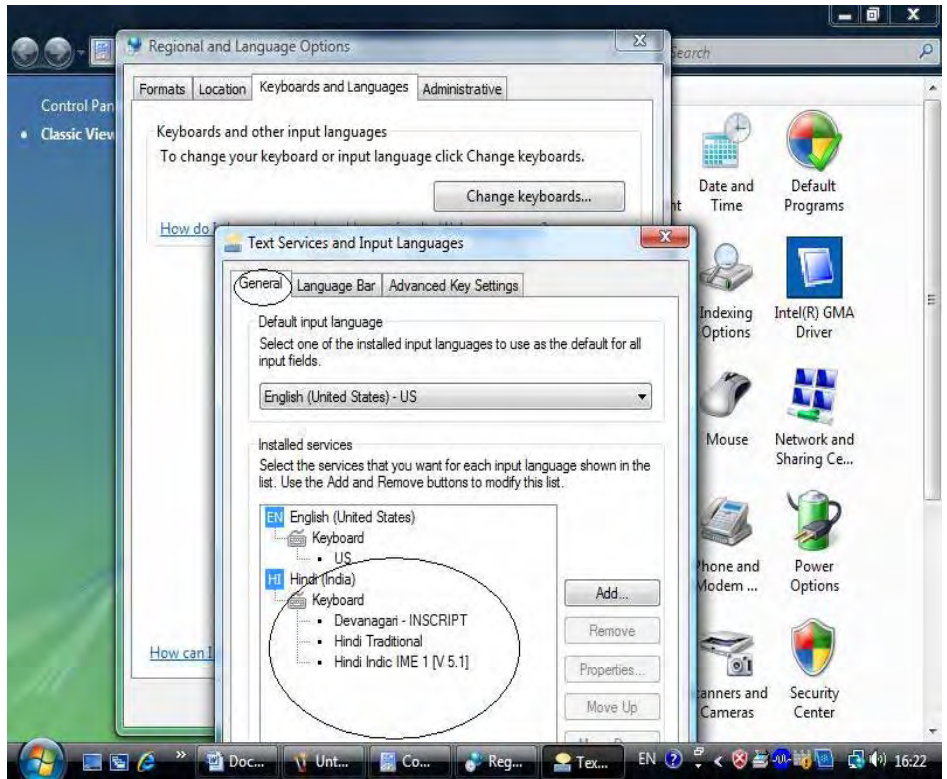 Regional and Language Options
Search
Control Pan
Classic View
Formats Location Keyboards and Languages Administrative
Keyboards and other input languages
To change your keyboard or input language click Change keyboards.
Change keyboards...
How do I
Text Services and Input Languages
General Language Bar Advanced Key Settings
Default input language
Select one of the installed input languages to use as the default for all
input fields.
English (United States) - US
Installed services
Select the services that you want for each input language shown in the
list. Use the Add and Remove buttons to modify this list.
EN English (United States)
Keyboard
US
HI Hindi (India)
Keyboard
Devanagari - INSCRIPT
Hindi Traditional
Hindi Indic IME 1 [V 5.1]
Add...
Remove
Properties...
Move Up
How can I
Date and
Time
Default
Programs
Indexing
Options
Intel(R) GMA
Driver
Mouse
Network and
Sharing Ce...
Phone and
Modem ...
Power
Options
Scanners and
Cameras
Security
Center
Doc... Unt... Co... Reg... Tex... EN 16:22